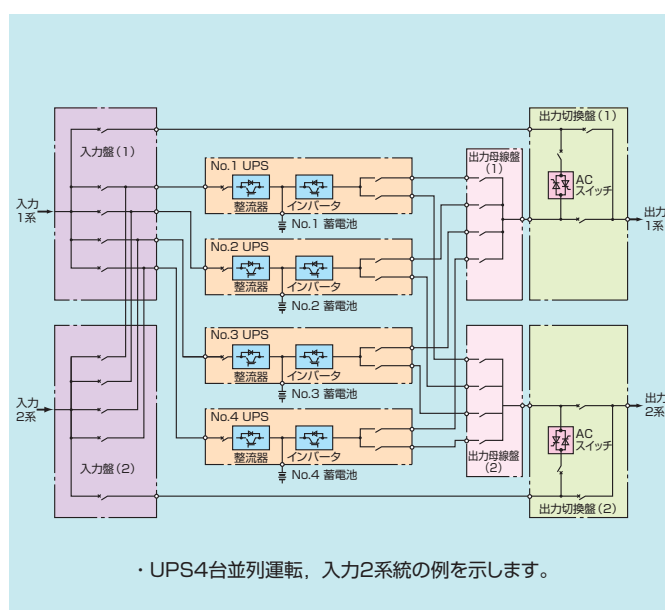 出力切換盤(1)
入力盤(1)
No.1 UPS
出力母線盤
(1)
AC
スイッチ
入力
1系
整流器
インバータ
No.1 蓄電池
出力
1系
No.2 UPS
整流器
インバータ
No.2 蓄電池
No.3 UPS
整流器
インバータ
No.3 蓄電池
入力
2系
出力
2系
No.4 UPS
整流器
インバータ
No.4 蓄電池
AC
スイッチ
入力盤(2)
出力母線盤
(2)
出力切換盤(2)
・UPS4台並列運転，入力2系統の例を示します。